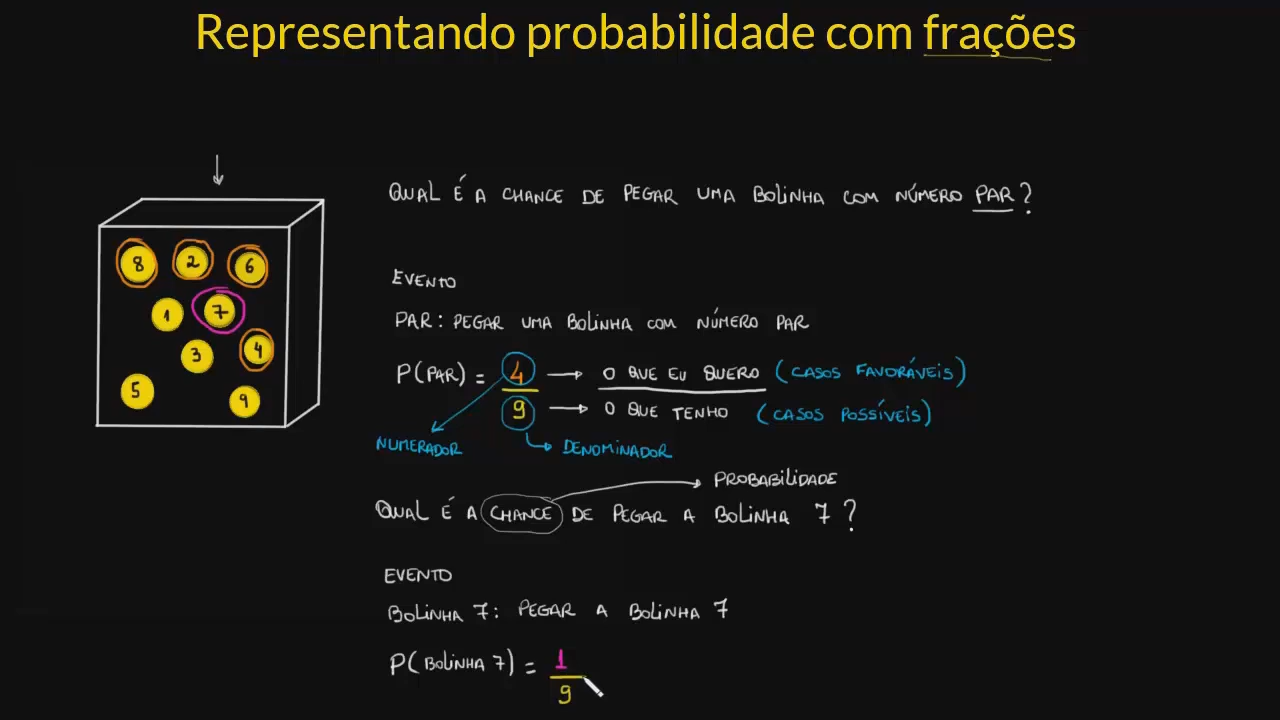 Representando probabilidade com frações
QUAL É A CHANCE DE PEGAR UMA BOLINHA COM NÚMERO PAR?
8 2 6
1 7
3 4
5 9
EVENTO
PAR: PEGAR UMA BOLINHA COM NÚMERO PAR
P(PAR) = 4/9
4 → O QUE EU QUERO (CASOS FAVORÁVEIS)
9 → O QUE TENHO (CASOS POSSÍVEIS)
NUMERADOR
DENOMINADOR
PROBABILIDADE
QUAL É A CHANCE DE PEGAR A BOLINHA 7?
EVENTO
BOLINHA 7: PEGAR A BOLINHA 7
P(BOLINHA 7) = 1/9